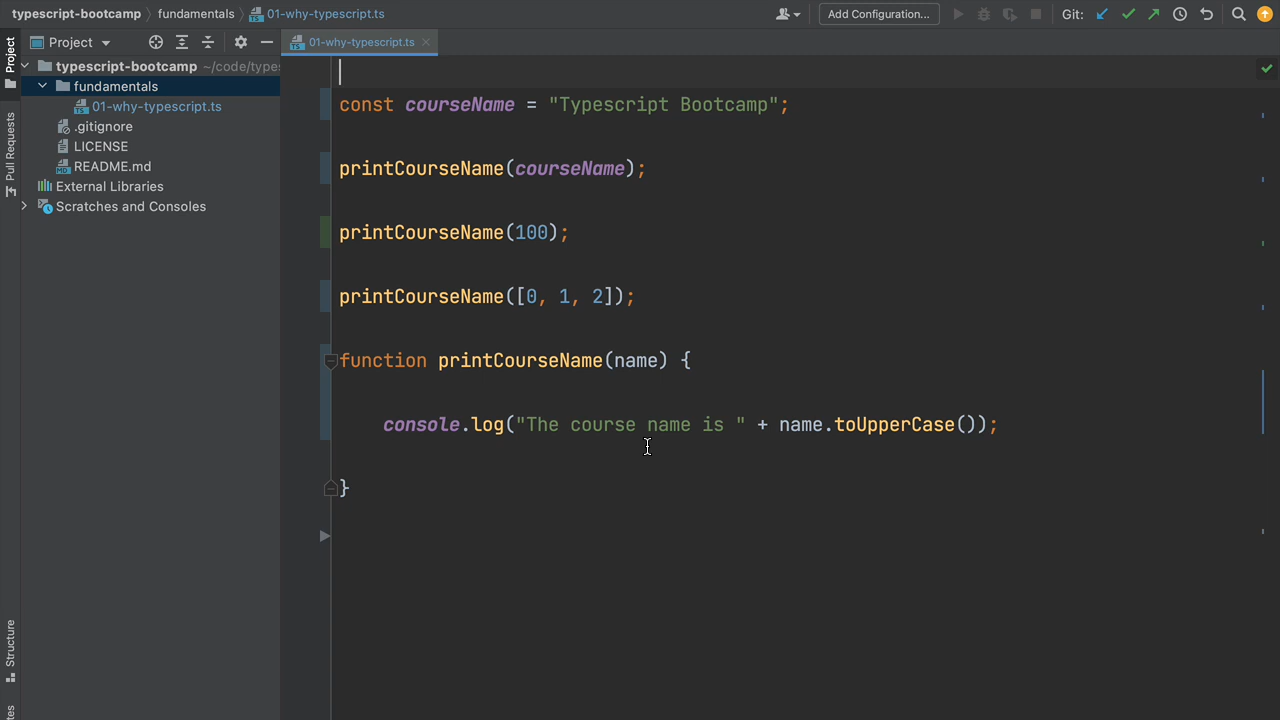 typescript-bootcamp fundamentals 01-why-typescript.ts Add Configuration... Git:
Project
Project 01-why-typescript.ts
typescript-bootcamp ~/code/types
fundamentals
01-why-typescript.ts
.gitignore
LICENSE
README.md
External Libraries
Scratches and Consoles
Pull Requests
Structure
const courseName = "Typescript Bootcamp";
printCourseName(courseName);
printCourseName(100);
printCourseName([0, 1, 2]);
function printCourseName(name) {
console.log("The course name is " + name.toUpperCase());
}